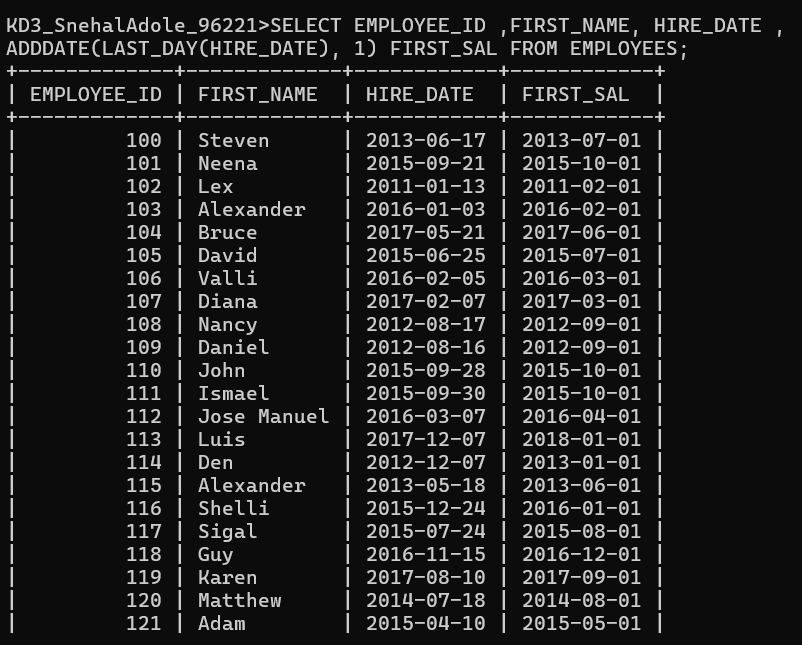 KD3_SnehalAdole_96221>SELECT EMPLOYEE_ID ,FIRST_NAME, HIRE_DATE ,
ADDDATE(LAST_DAY(HIRE_DATE), 1) FIRST_SAL FROM EMPLOYEES;
+-------------+-------------+------------+------------+
| EMPLOYEE_ID | FIRST_NAME  | HIRE_DATE  | FIRST_SAL  |
+-------------+-------------+------------+------------+
|         100 | Steven      | 2013-06-17 | 2013-07-01 |
|         101 | Neena       | 2015-09-21 | 2015-10-01 |
|         102 | Lex         | 2011-01-13 | 2011-02-01 |
|         103 | Alexander   | 2016-01-03 | 2016-02-01 |
|         104 | Bruce       | 2017-05-21 | 2017-06-01 |
|         105 | David       | 2015-06-25 | 2015-07-01 |
|         106 | Valli       | 2016-02-05 | 2016-03-01 |
|         107 | Diana       | 2017-02-07 | 2017-03-01 |
|         108 | Nancy       | 2012-08-17 | 2012-09-01 |
|         109 | Daniel      | 2012-08-16 | 2012-09-01 |
|         110 | John        | 2015-09-28 | 2015-10-01 |
|         111 | Ismael      | 2015-09-30 | 2015-10-01 |
|         112 | Jose Manuel | 2016-03-07 | 2016-04-01 |
|         113 | Luis        | 2017-12-07 | 2018-01-01 |
|         114 | Den         | 2012-12-07 | 2013-01-01 |
|         115 | Alexander   | 2013-05-18 | 2013-06-01 |
|         116 | Shelli      | 2015-12-24 | 2016-01-01 |
|         117 | Sigal       | 2015-07-24 | 2015-08-01 |
|         118 | Guy         | 2016-11-15 | 2016-12-01 |
|         119 | Karen       | 2017-08-10 | 2017-09-01 |
|         120 | Matthew     | 2014-07-18 | 2014-08-01 |
|         121 | Adam        | 2015-04-10 | 2015-05-01 |